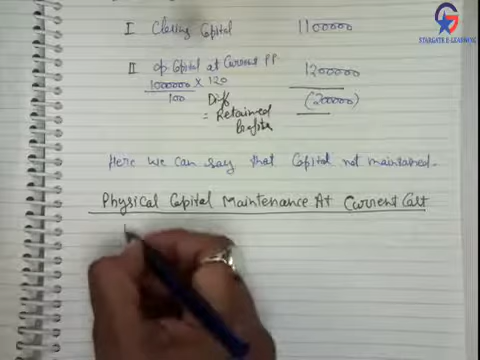 STARGATE E-LEARNING
I Closing Capital 1100000
II op Capital at Current PP 1200000
1000000 x 120
100
Diff (200000)
= Retained
Profits
Here we can say that Capital not maintained.
Physical Capital Maintenance At Current Cost